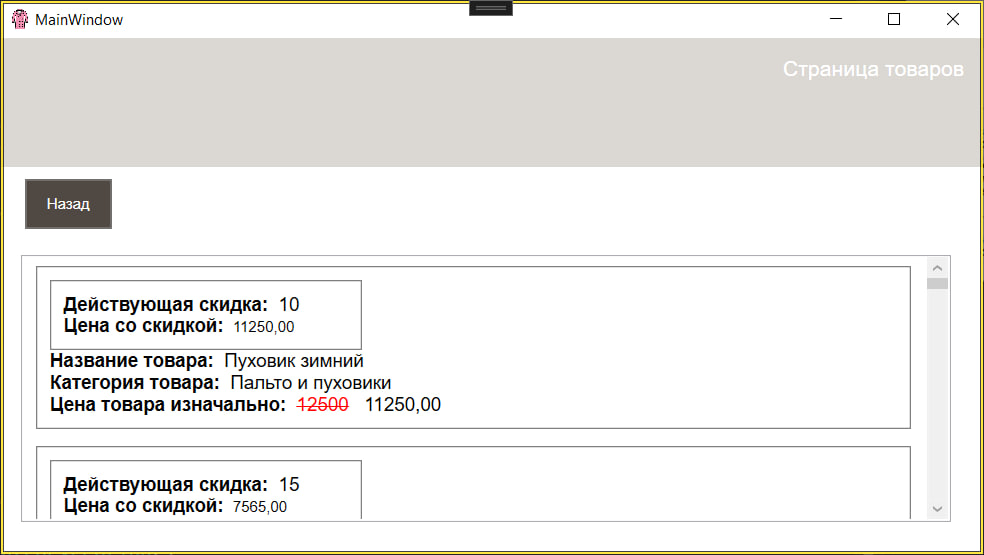 MainWindow
Страница товаров
Назад
Действующая скидка: 10
Цена со скидкой: 11250,00
Название товара: Пуховик зимний
Категория товара: Пальто и пуховики
Цена товара изначально: 12500 11250,00
Действующая скидка: 15
Цена со скидкой: 7565,00